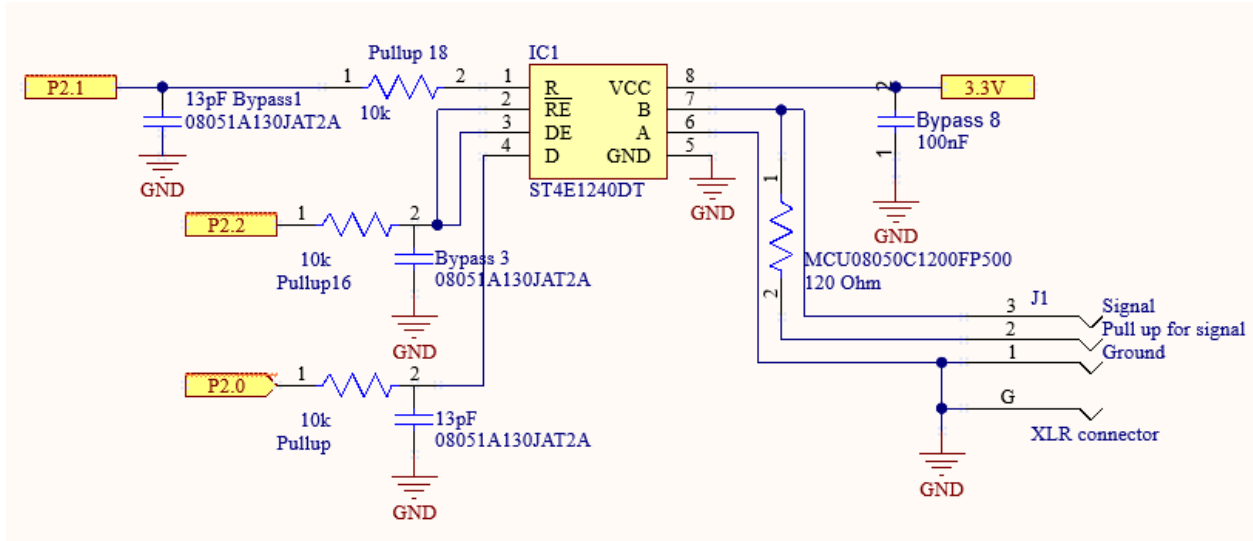 P2.1
13pF Bypass1
08051A130JAT2A
GND
1
Pullup 18
2
10k
IC1
1 R VCC 8
2 RE B 7
3 DE A 6
4 D GND 5
ST4E1240DT
GND
2
Bypass 8
100nF
1
GND
3.3V
P2.2
1
2
10k
Pullup16
Bypass 3
08051A130JAT2A
GND
1
MCU08050C1200FP500
120 Ohm
2
J1
3 Signal
2 Pull up for signal
1 Ground
G
XLR connector
GND
P2.0
1
2
10k
Pullup
13pF
08051A130JAT2A
GND